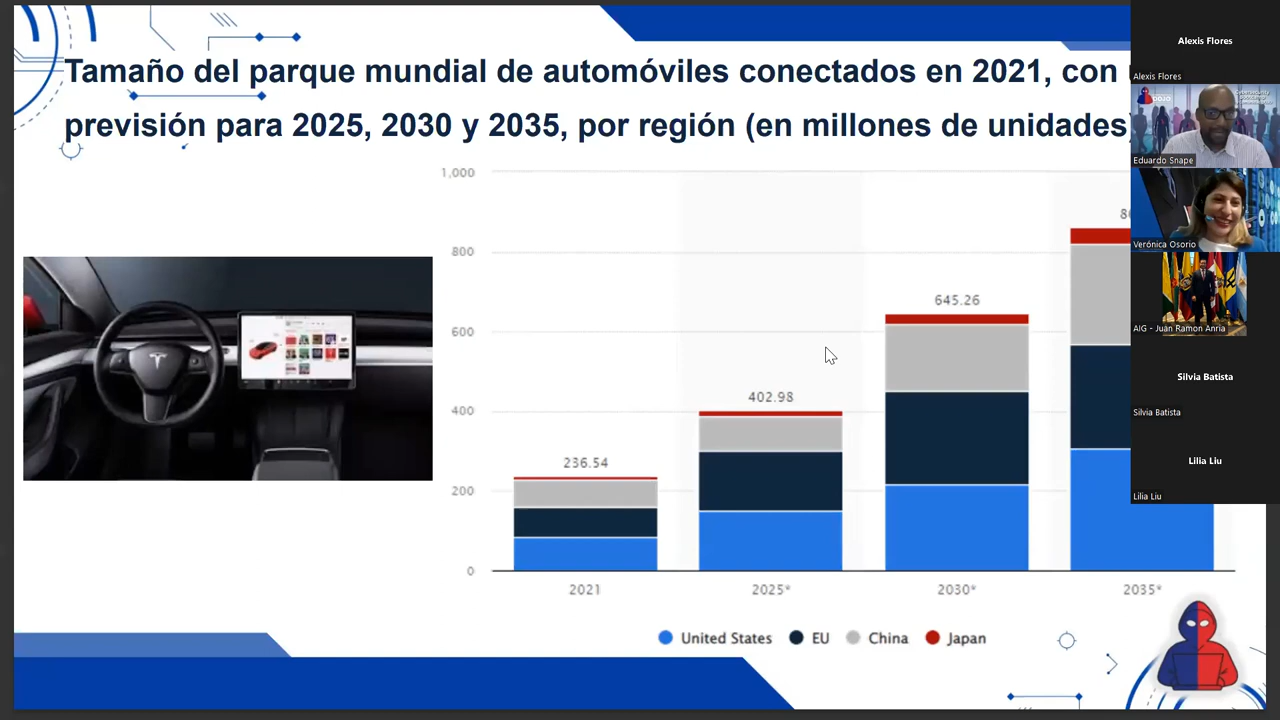 Tamaño del parque mundial de automóviles conectados en 2021, con
previsión para 2025, 2030 y 2035, por región (en millones de unidades)
1,000
800
600
400
200
0
236.54
402.98
645.26
2021
2025*
2030*
2035*
United States
EU
China
Japan
Alexis Flores
Alexis Flores
Eduardo Snape
Verónica Osorio
AIG - Juan Ramon Anria
Silvia Batista
Silvia Batista
Lilia Liu
Lilia Liu